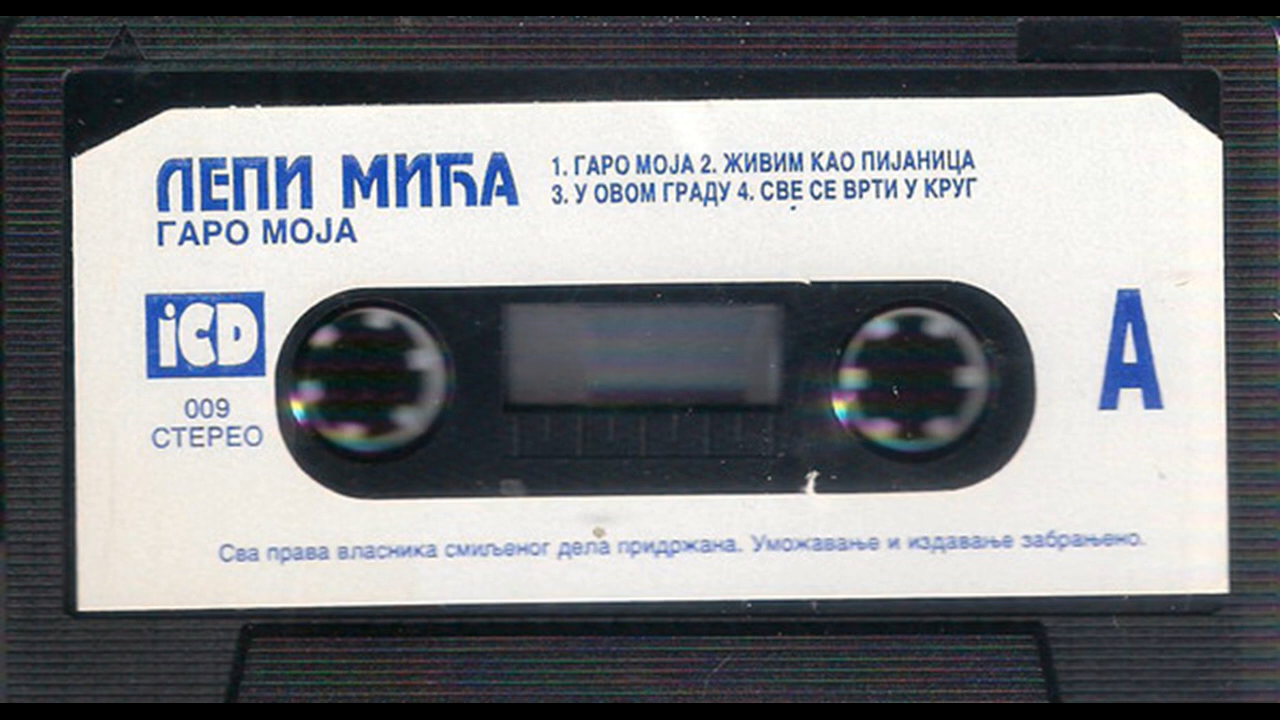 ЛЕПИ МИЋА
ГАРО МОЈА
1. ГАРО МОЈА 2. ЖИВИМ КАО ПИЈАНИЦА
3. У ОВОМ ГРАДУ 4. СВЕ СЕ ВРТИ У КРУГ
iCD
009
СТЕРЕО
A
Сва права власника смиљеног дела придржана. Уможавање и издавање забрањено.